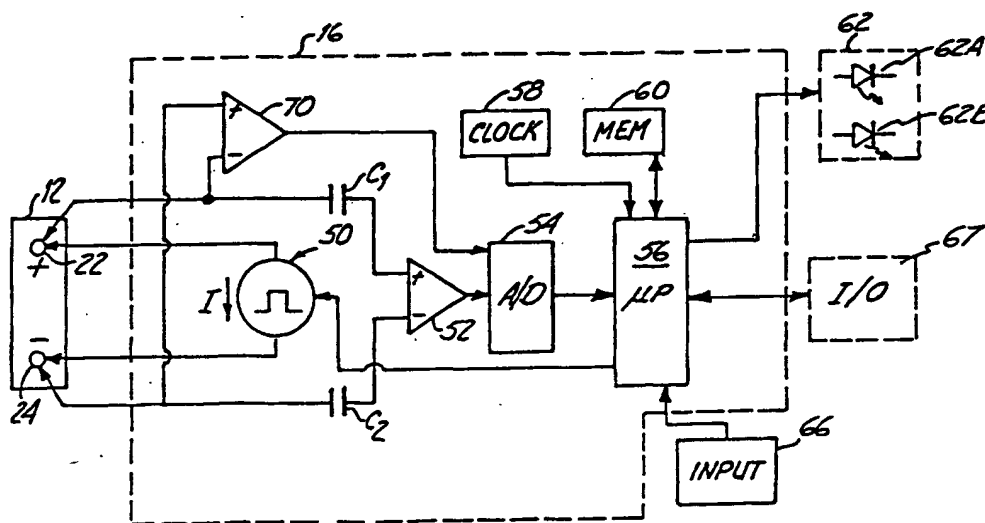 16
62
62A
62B
70
+
-
58
CLOCK
60
MEM
12
C1
54
22
+
50
I
+
-
52
A/D
56
μP
67
I/O
-
24
C2
66
INPUT